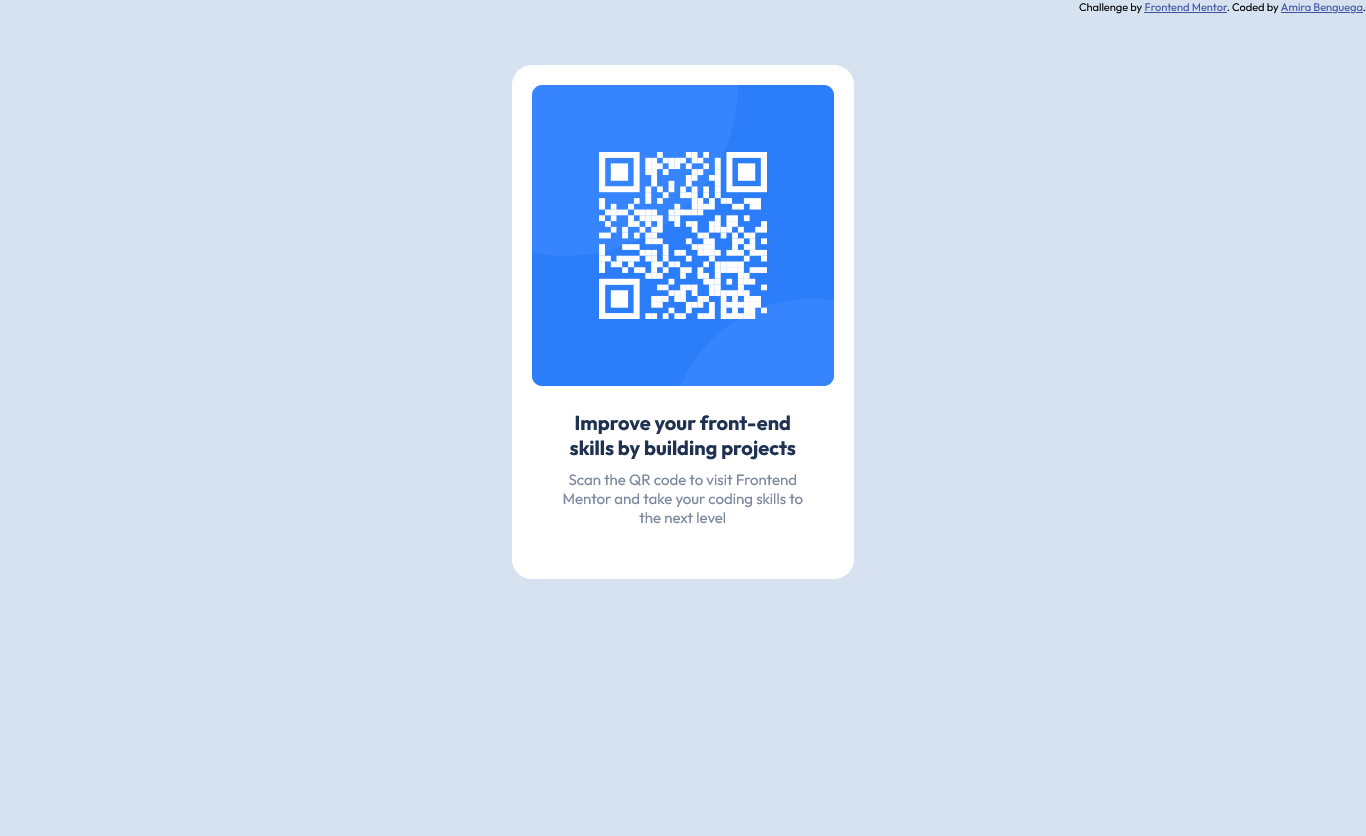 Challenge by Frontend Mentor. Coded by Amira Benguega.
Improve your front-end
skills by building projects
Scan the QR code to visit Frontend
Mentor and take your coding skills to
the next level